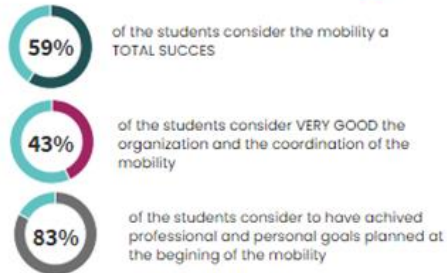 59%
of the students consider the mobility a
TOTAL SUCCES
43%
of the students consider VERY GOOD the
organization and the coordination of the
mobility
83%
of the students consider to have achived
professional and personal goals planned at
the begining of the mobility